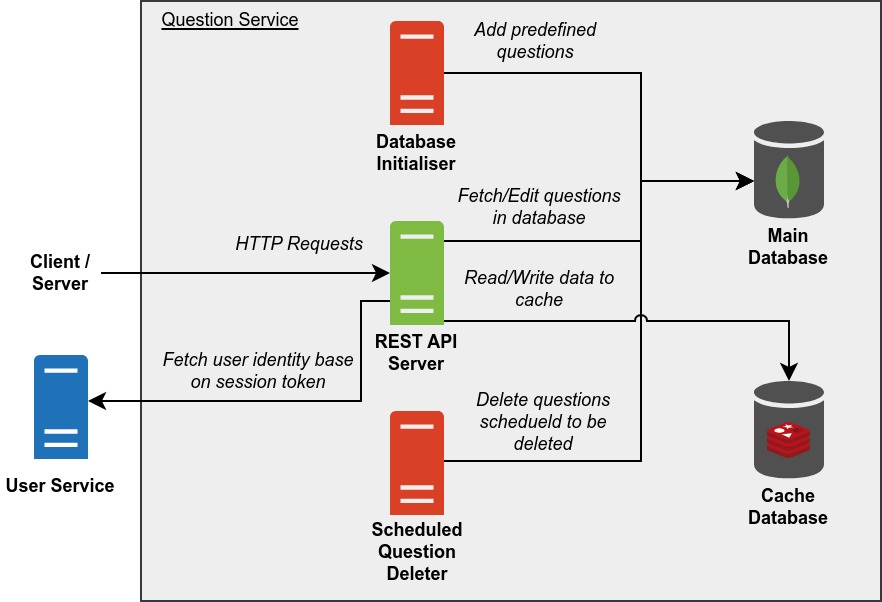 Question Service
Add predefined
questions
Database
Initialiser
Fetch/Edit questions
in database
Main
Database
HTTP Requests
Client /
Server
Read/Write data to
cache
REST API
Server
Fetch user identity base
on session token
Delete questions
schedueld to be
deleted
User Service
Cache
Database
Scheduled
Question
Deleter